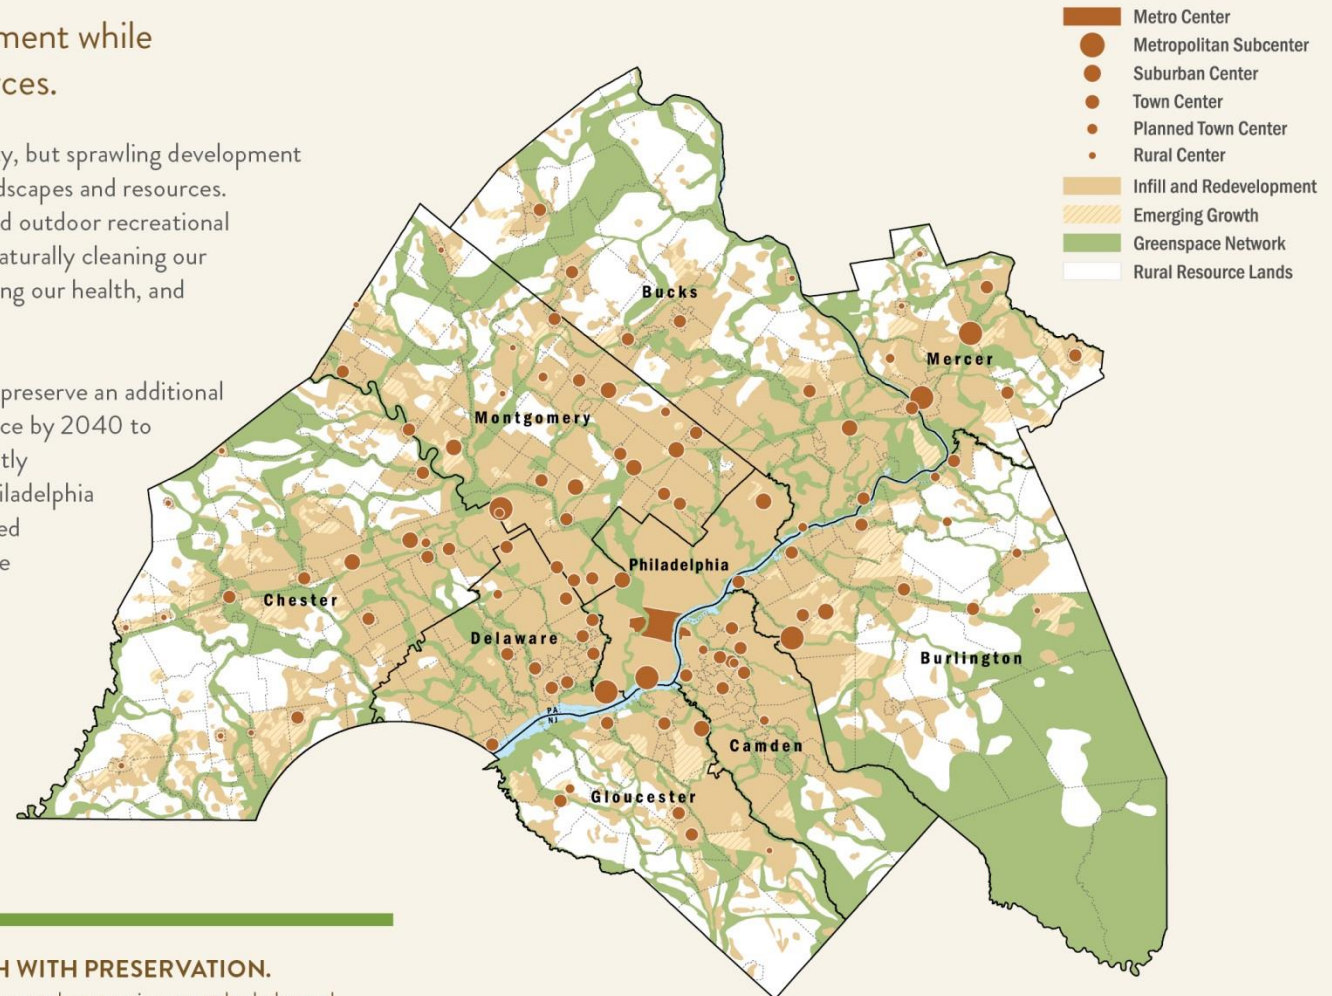 ment while
rces.
y, but sprawling development
dscapes and resources.
d outdoor recreational
aturally cleaning our
ng our health, and
preserve an additional
ce by 2040 to
tly
iladelphia
ed
e
H WITH PRESERVATION.
Metro Center
Metropolitan Subcenter
Suburban Center
Town Center
Planned Town Center
Rural Center
Infill and Redevelopment
Emerging Growth
Greenspace Network
Rural Resource Lands
Bucks
Mercer
Montgomery
Philadelphia
Chester
Delaware
Burlington
PA
NJ
Camden
Gloucester